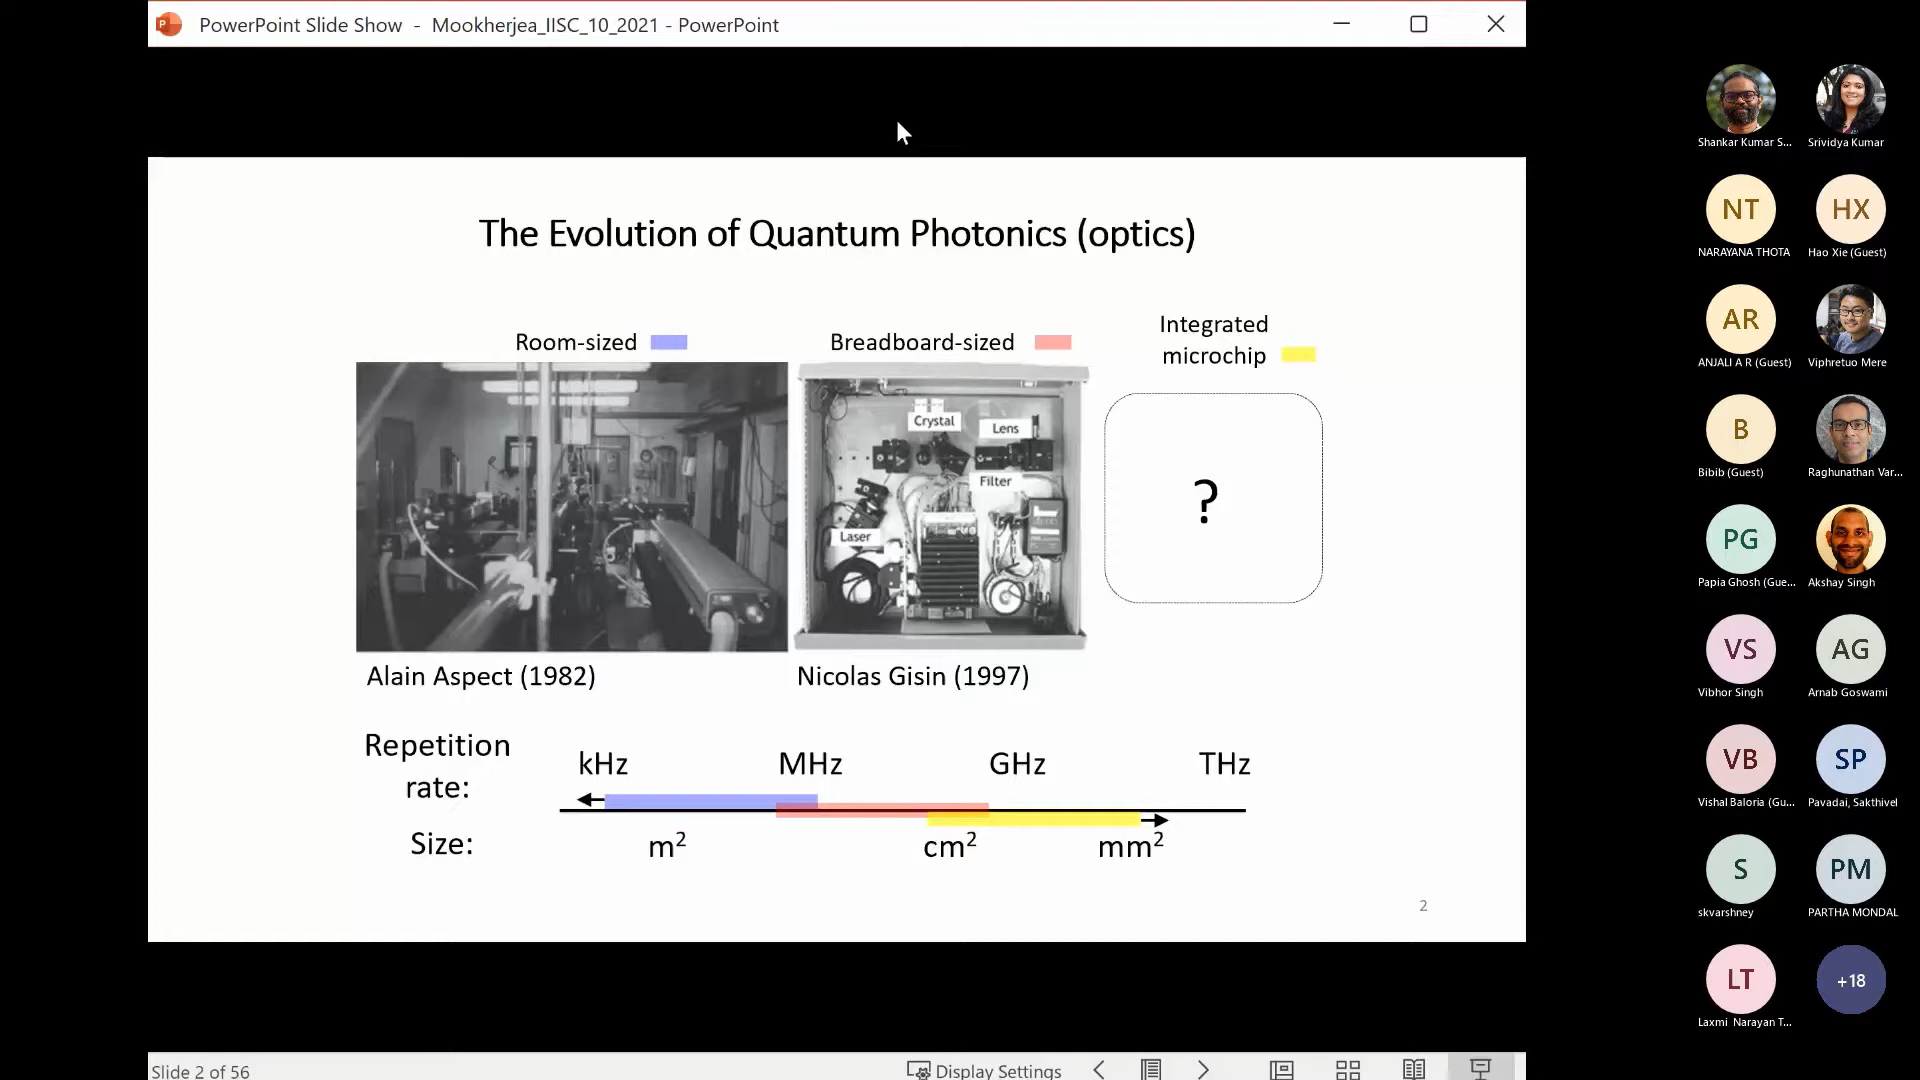 PowerPoint Slide Show - Mookherjea_IISC_10_2021 - PowerPoint
The Evolution of Quantum Photonics (optics)
Room-sized
Breadboard-sized
Integrated
microchip
Crystal
Lens
Filter
Laser
?
Alain Aspect (1982)
Nicolas Gisin (1997)
Repetition
rate:
kHz MHz GHz THz
Size:
m² cm² mm²
2
Slide 2 of 56
Display Settings
Shankar Kumar S...
Srividya Kumar
NT
HX
NARAYANA THOTA
Hao Xie (Guest)
AR
ANJALI A R (Guest)
Viphretuo Mere
B
Bibib (Guest)
Raghunathan Var...
PG
Papia Ghosh (Gue...
Akshay Singh
VS
AG
Vibhor Singh
Arnab Goswami
VB
SP
Vishal Baloria (Gu...
Pavadai, Sakthivel
S
PM
skvarshney
PARTHA MONDAL
LT
+18
Laxmi Narayan T...